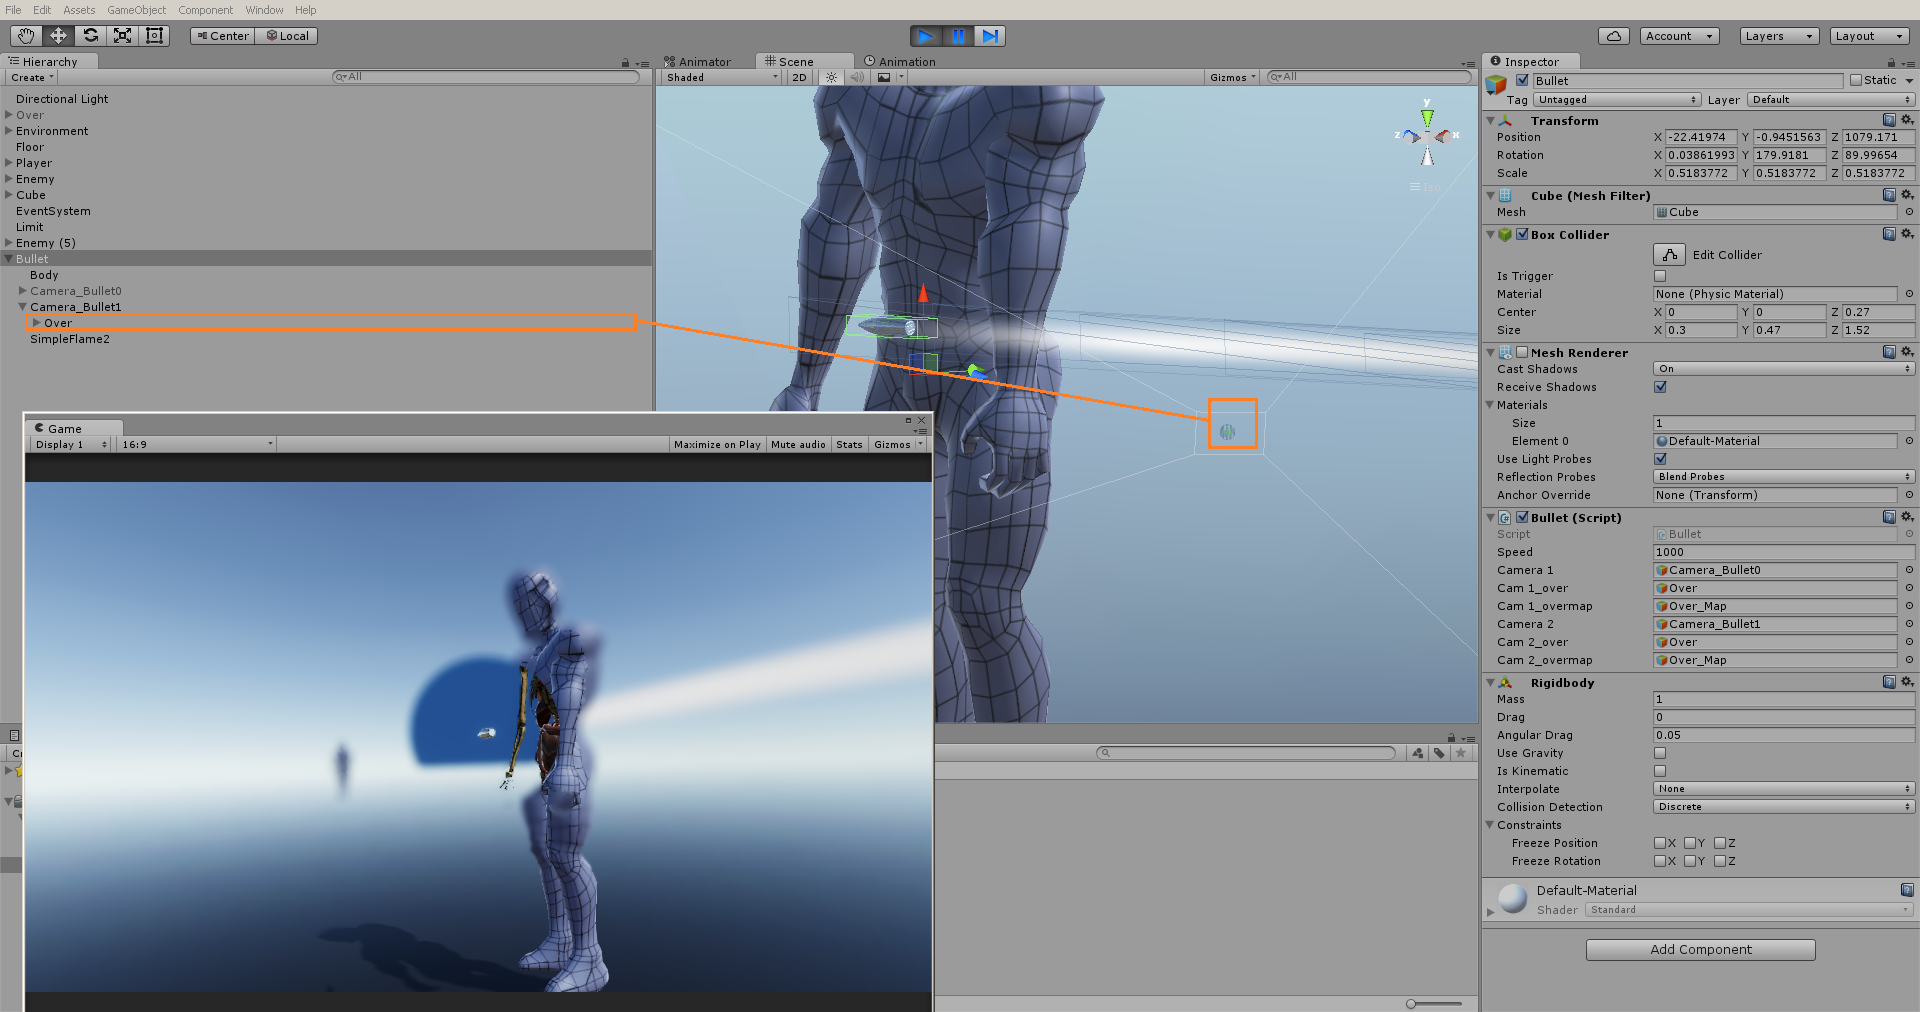 File Edit Assets GameObject Component Window Help
Center Local
Account Layers Layout
Hierarchy
Create All
Directional Light
Over
Environment
Floor
Player
Enemy
Cube
EventSystem
Limit
Enemy (5)
Bullet
Body
Camera_Bullet0
Camera_Bullet1
Over
SimpleFlame2
Animator Scene Animation
Shaded 2D Gizmos All
y
z x
Iso
Game
Display 1 16:9 Maximize on Play Mute audio Stats Gizmos
Inspector
Bullet Static
Tag Untagged Layer Default
Transform
Position X -22.41974 Y -0.9451563 Z 1079.171
Rotation X 0.03861993 Y 179.9181 Z 89.99654
Scale X 0.5183772 Y 0.5183772 Z 0.5183772
Cube (Mesh Filter)
Mesh Cube
Box Collider
Edit Collider
Is Trigger
Material None (Physic Material)
Center X 0 Y 0 Z 0.27
Size X 0.3 Y 0.47 Z 1.52
Mesh Renderer
Cast Shadows On
Receive Shadows
Materials
Size 1
Element 0 Default-Material
Use Light Probes
Reflection Probes Blend Probes
Anchor Override None (Transform)
Bullet (Script)
Script Bullet
Speed 1000
Camera 1 Camera_Bullet0
Cam 1_over Over
Cam 1_overmap Over_Map
Camera 2 Camera_Bullet1
Cam 2_over Over
Cam 2_overmap Over_Map
Rigidbody
Mass 1
Drag 0
Angular Drag 0.05
Use Gravity
Is Kinematic
Interpolate None
Collision Detection Discrete
Constraints
Freeze Position X Y Z
Freeze Rotation X Y Z
Default-Material
Shader Standard
Add Component